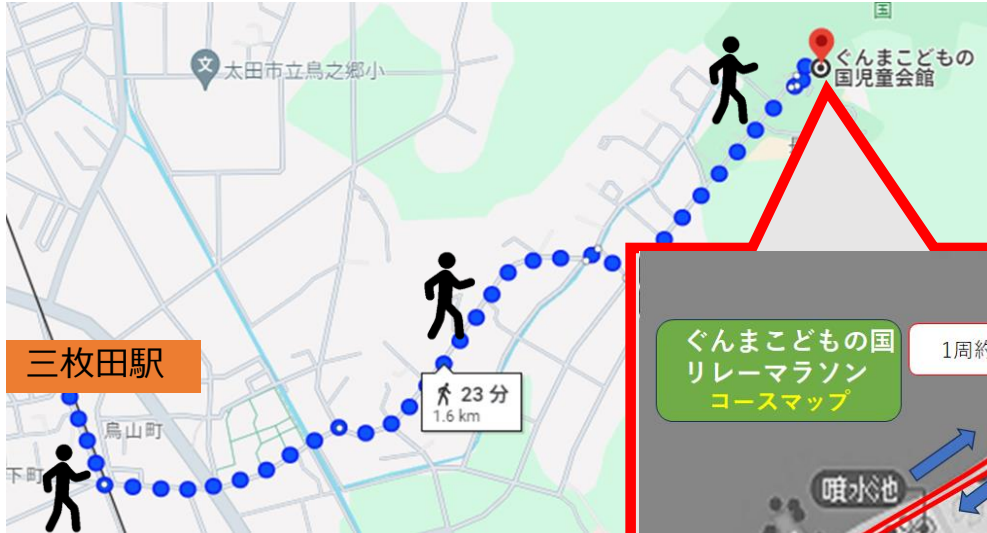 国
文
太田市立鳥之郷小
ぐんまこどもの
国児童会館
三枚田駅
23 分
1.6 km
鳥山町
下町
ぐんまこどもの国
リレーマラソン
コースマップ
1周約
噴水池